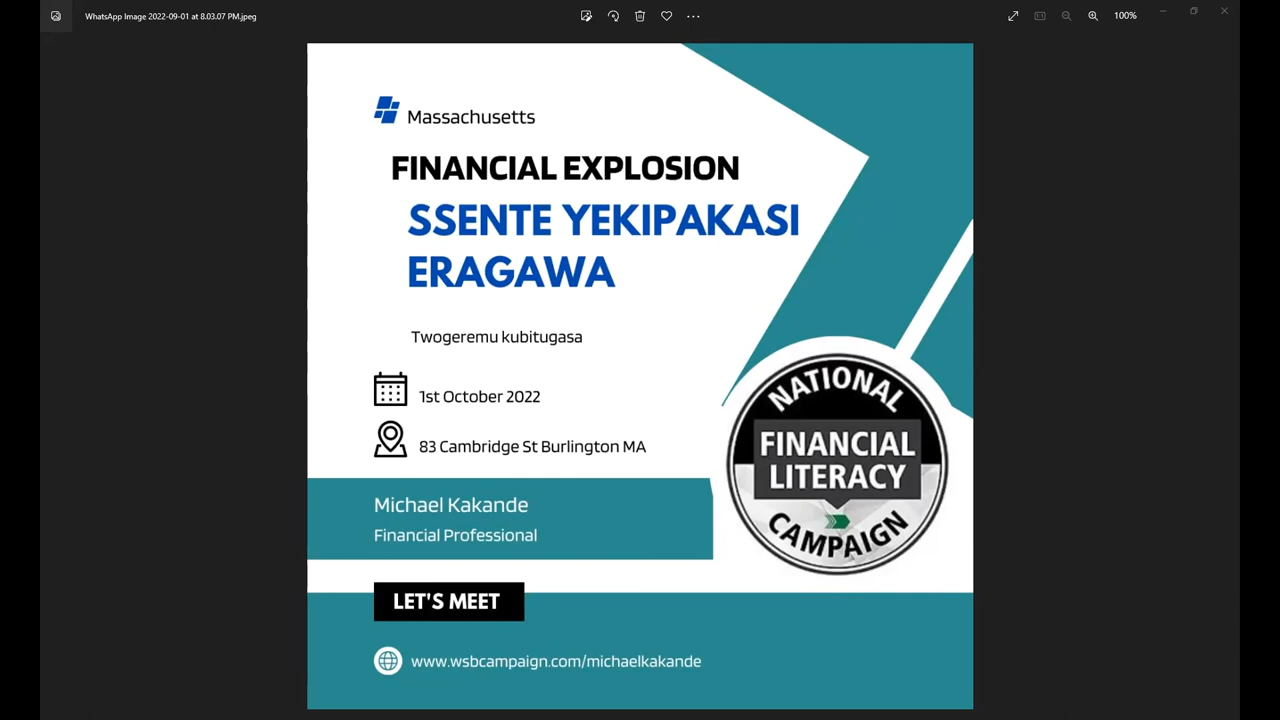 WhatsApp Image 2022-09-01 at 8.03.07 PM.jpeg
100%
Massachusetts
FINANCIAL EXPLOSION
SSENTE YEKIPAKASI
ERAGAWA
Twogeremu kubitugasa
1st October 2022
83 Cambridge St Burlington MA
NATIONAL
FINANCIAL
LITERACY
CAMPAIGN
Michael Kakande
Financial Professional
LET'S MEET
www.wsbcampaign.com/michaelkakande